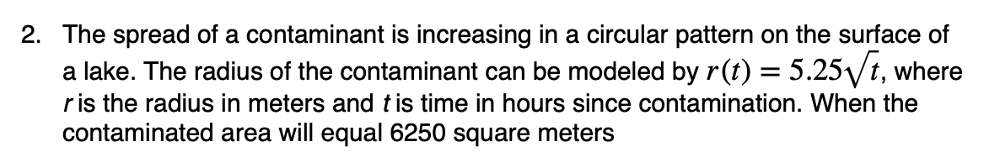 2. The spread of a contaminant is increasing in a circular pattern on the surface of
a lake. The radius of the contaminant can be modeled by r(t) = 5.25√t, where
r is the radius in meters and t is time in hours since contamination. When the
contaminated area will equal 6250 square meters